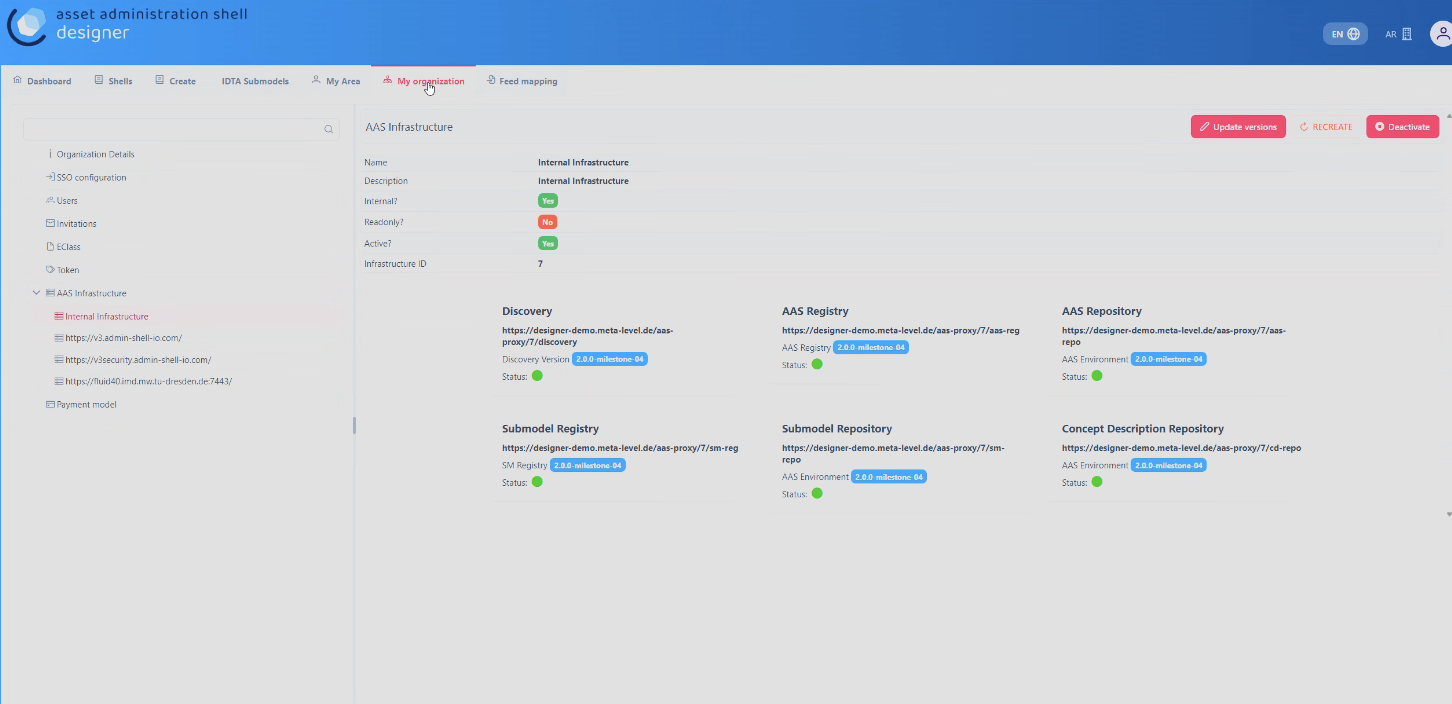 asset administration shell
designer
EN
AR
Dashboard
Shells
Create
IDTA Submodels
My Area
My organization
Feed mapping
Organization Details
SSO configuration
Users
Invitations
EClass
Token
AAS Infrastructure
Internal Infrastructure
https://v3.admin-shell-io.com/
https://v3security.admin-shell-io.com/
https://fluid40.imd.mw.tu-dresden.de:7443/
Payment model
AAS Infrastructure
Update versions
RECREATE
Deactivate
Name Internal Infrastructure
Description Internal Infrastructure
Internal? Yes
Readonly? No
Active? Yes
Infrastructure ID 7
Discovery
https://designer-demo.meta-level.de/aas-
proxy/7/discovery
Discovery Version 2.0.0-milestone-04
Status:
AAS Registry
https://designer-demo.meta-level.de/aas-proxy/7/aas-reg
AAS Registry 2.0.0-milestone-04
Status:
AAS Repository
https://designer-demo.meta-level.de/aas-proxy/7/aas-
repo
AAS Environment 2.0.0-milestone-04
Status:
Submodel Registry
https://designer-demo.meta-level.de/aas-proxy/7/sm-reg
SM Registry 2.0.0-milestone-04
Status:
Submodel Repository
https://designer-demo.meta-level.de/aas-proxy/7/sm-
repo
AAS Environment 2.0.0-milestone-04
Status:
Concept Description Repository
https://designer-demo.meta-level.de/aas-proxy/7/cd-repo
AAS Environment 2.0.0-milestone-04
Status: